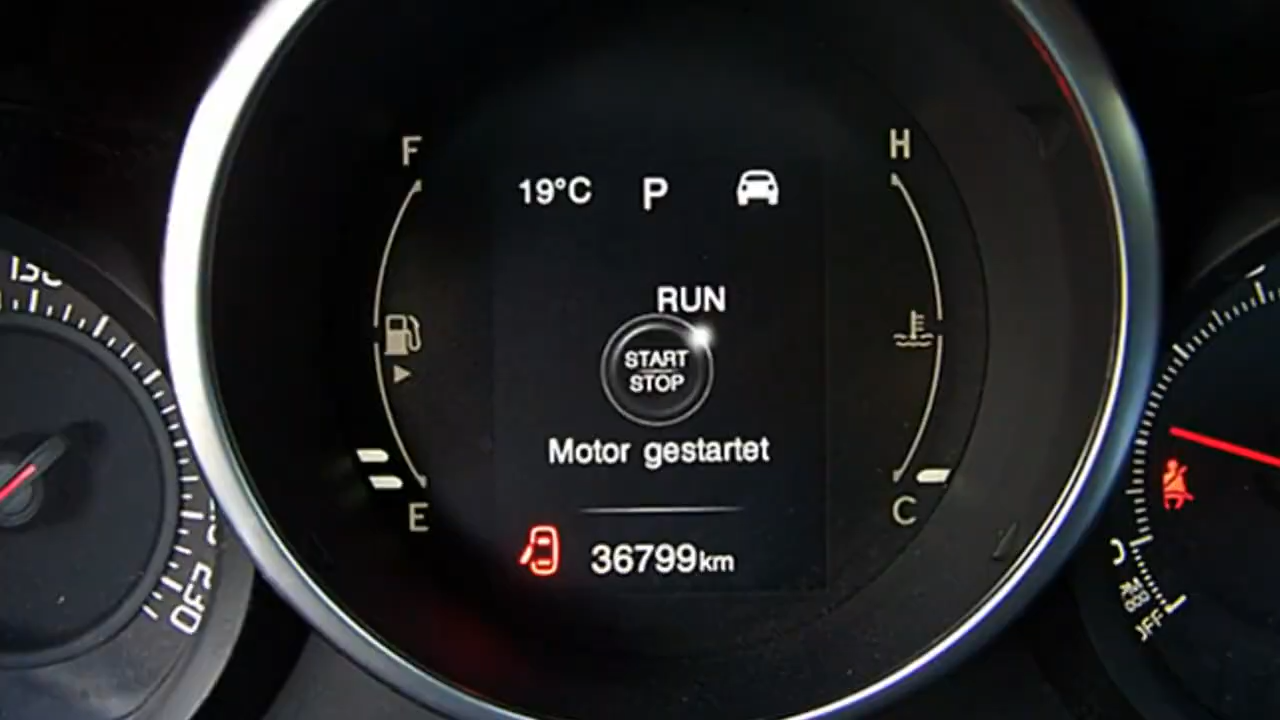 F
H
19°C P
RUN
START
STOP
Motor gestartet
E
C
36799km